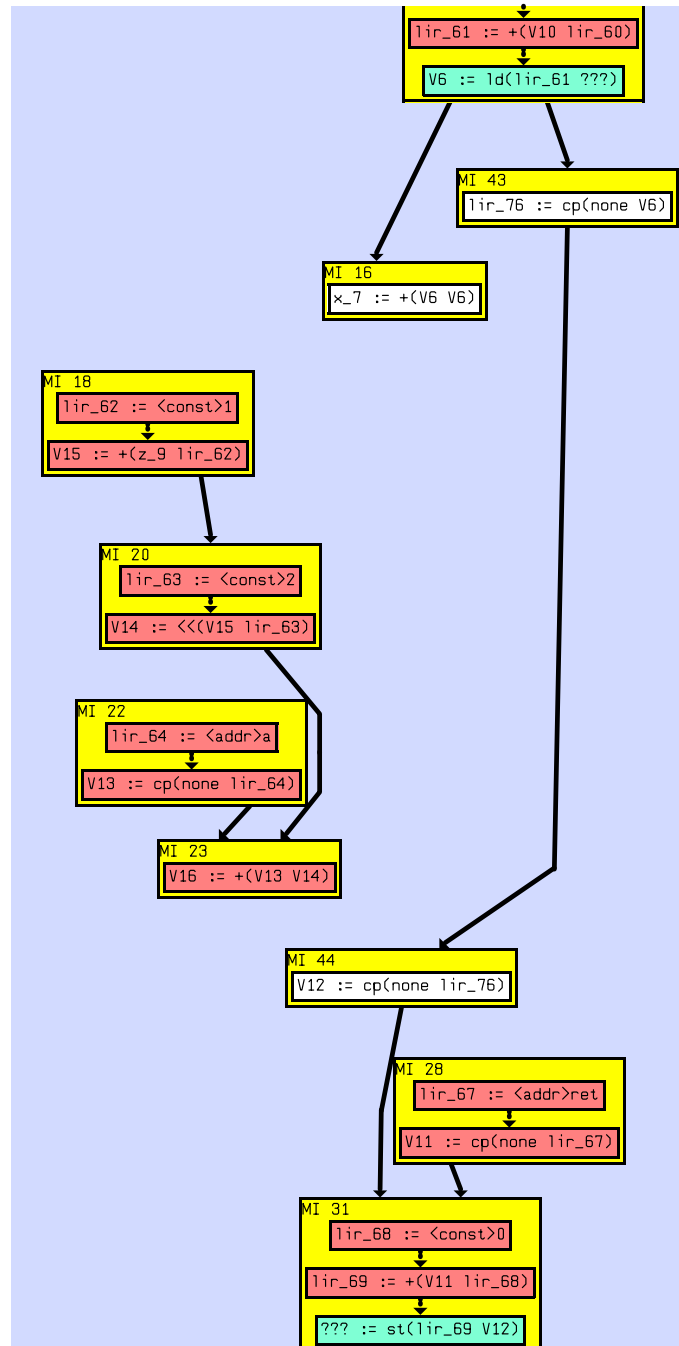 lir_61 := +(V10 lir_60)
V6 := ld(lir_61 ???)
MI 43
lir_76 := cp(none V6)
MI 16
x_7 := +(V6 V6)
MI 18
lir_62 := <const>1
V15 := +(z_9 lir_62)
MI 20
lir_63 := <const>2
V14 := <<(V15 lir_63)
MI 22
lir_64 := <addr>a
V13 := cp(none lir_64)
MI 23
V16 := +(V13 V14)
MI 44
V12 := cp(none lir_76)
MI 28
lir_67 := <addr>ret
V11 := cp(none lir_67)
MI 31
lir_68 := <const>0
lir_69 := +(V11 lir_68)
??? := st(lir_69 V12)